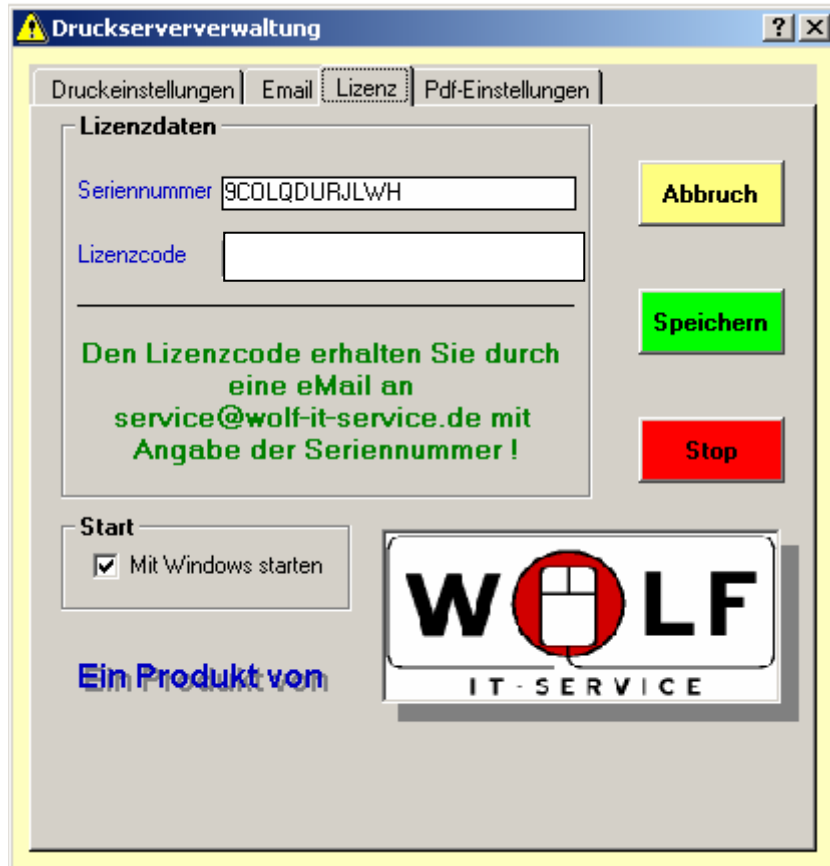 Druckserververwaltung
Druckeinstellungen Email Lizenz Pdf-Einstellungen
Lizenzdaten
Seriennummer 9COLQDURJLWH
Abbruch
Lizenzcode
Speichern
Den Lizenzcode erhalten Sie durch
eine eMail an
service@wolf-it-service.de mit
Angabe der Seriennummer !
Stop
Start
Mit Windows starten
Ein Produkt von
WOLF
IT-SERVICE